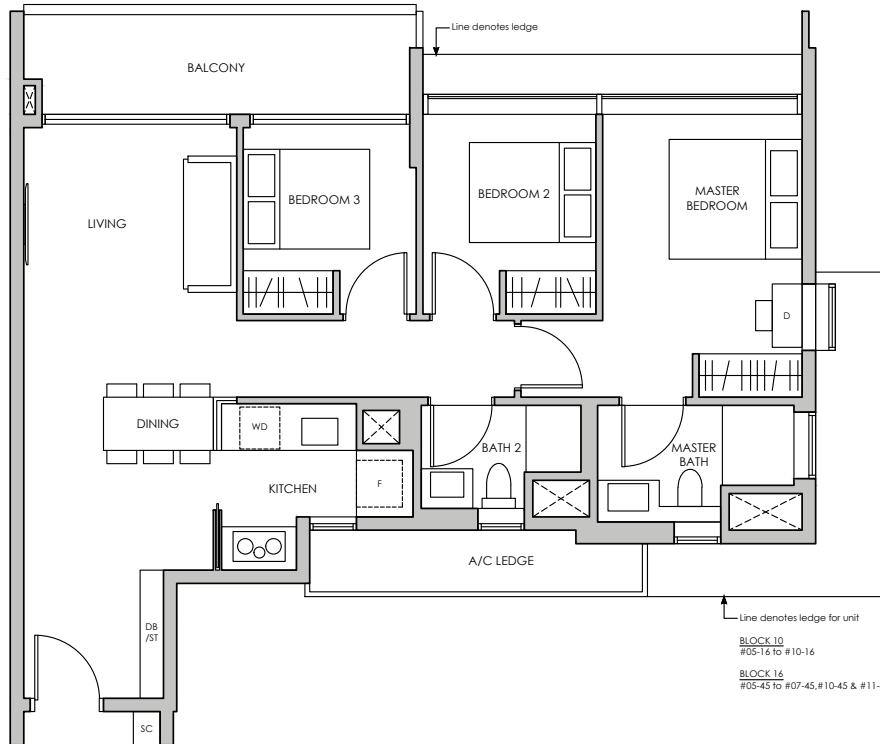 Line denotes ledge
BALCONY
LIVING
BEDROOM 3
BEDROOM 2
MASTER
BEDROOM
D
DINING
WD
KITCHEN
F
BATH 2
MASTER
BATH
A/C LEDGE
DB
/ST
SC
Line denotes ledge for unit
BLOCK 10
#05-16 to #10-16
BLOCK 16
#05-45 to #07-45,#10-45 & #11-